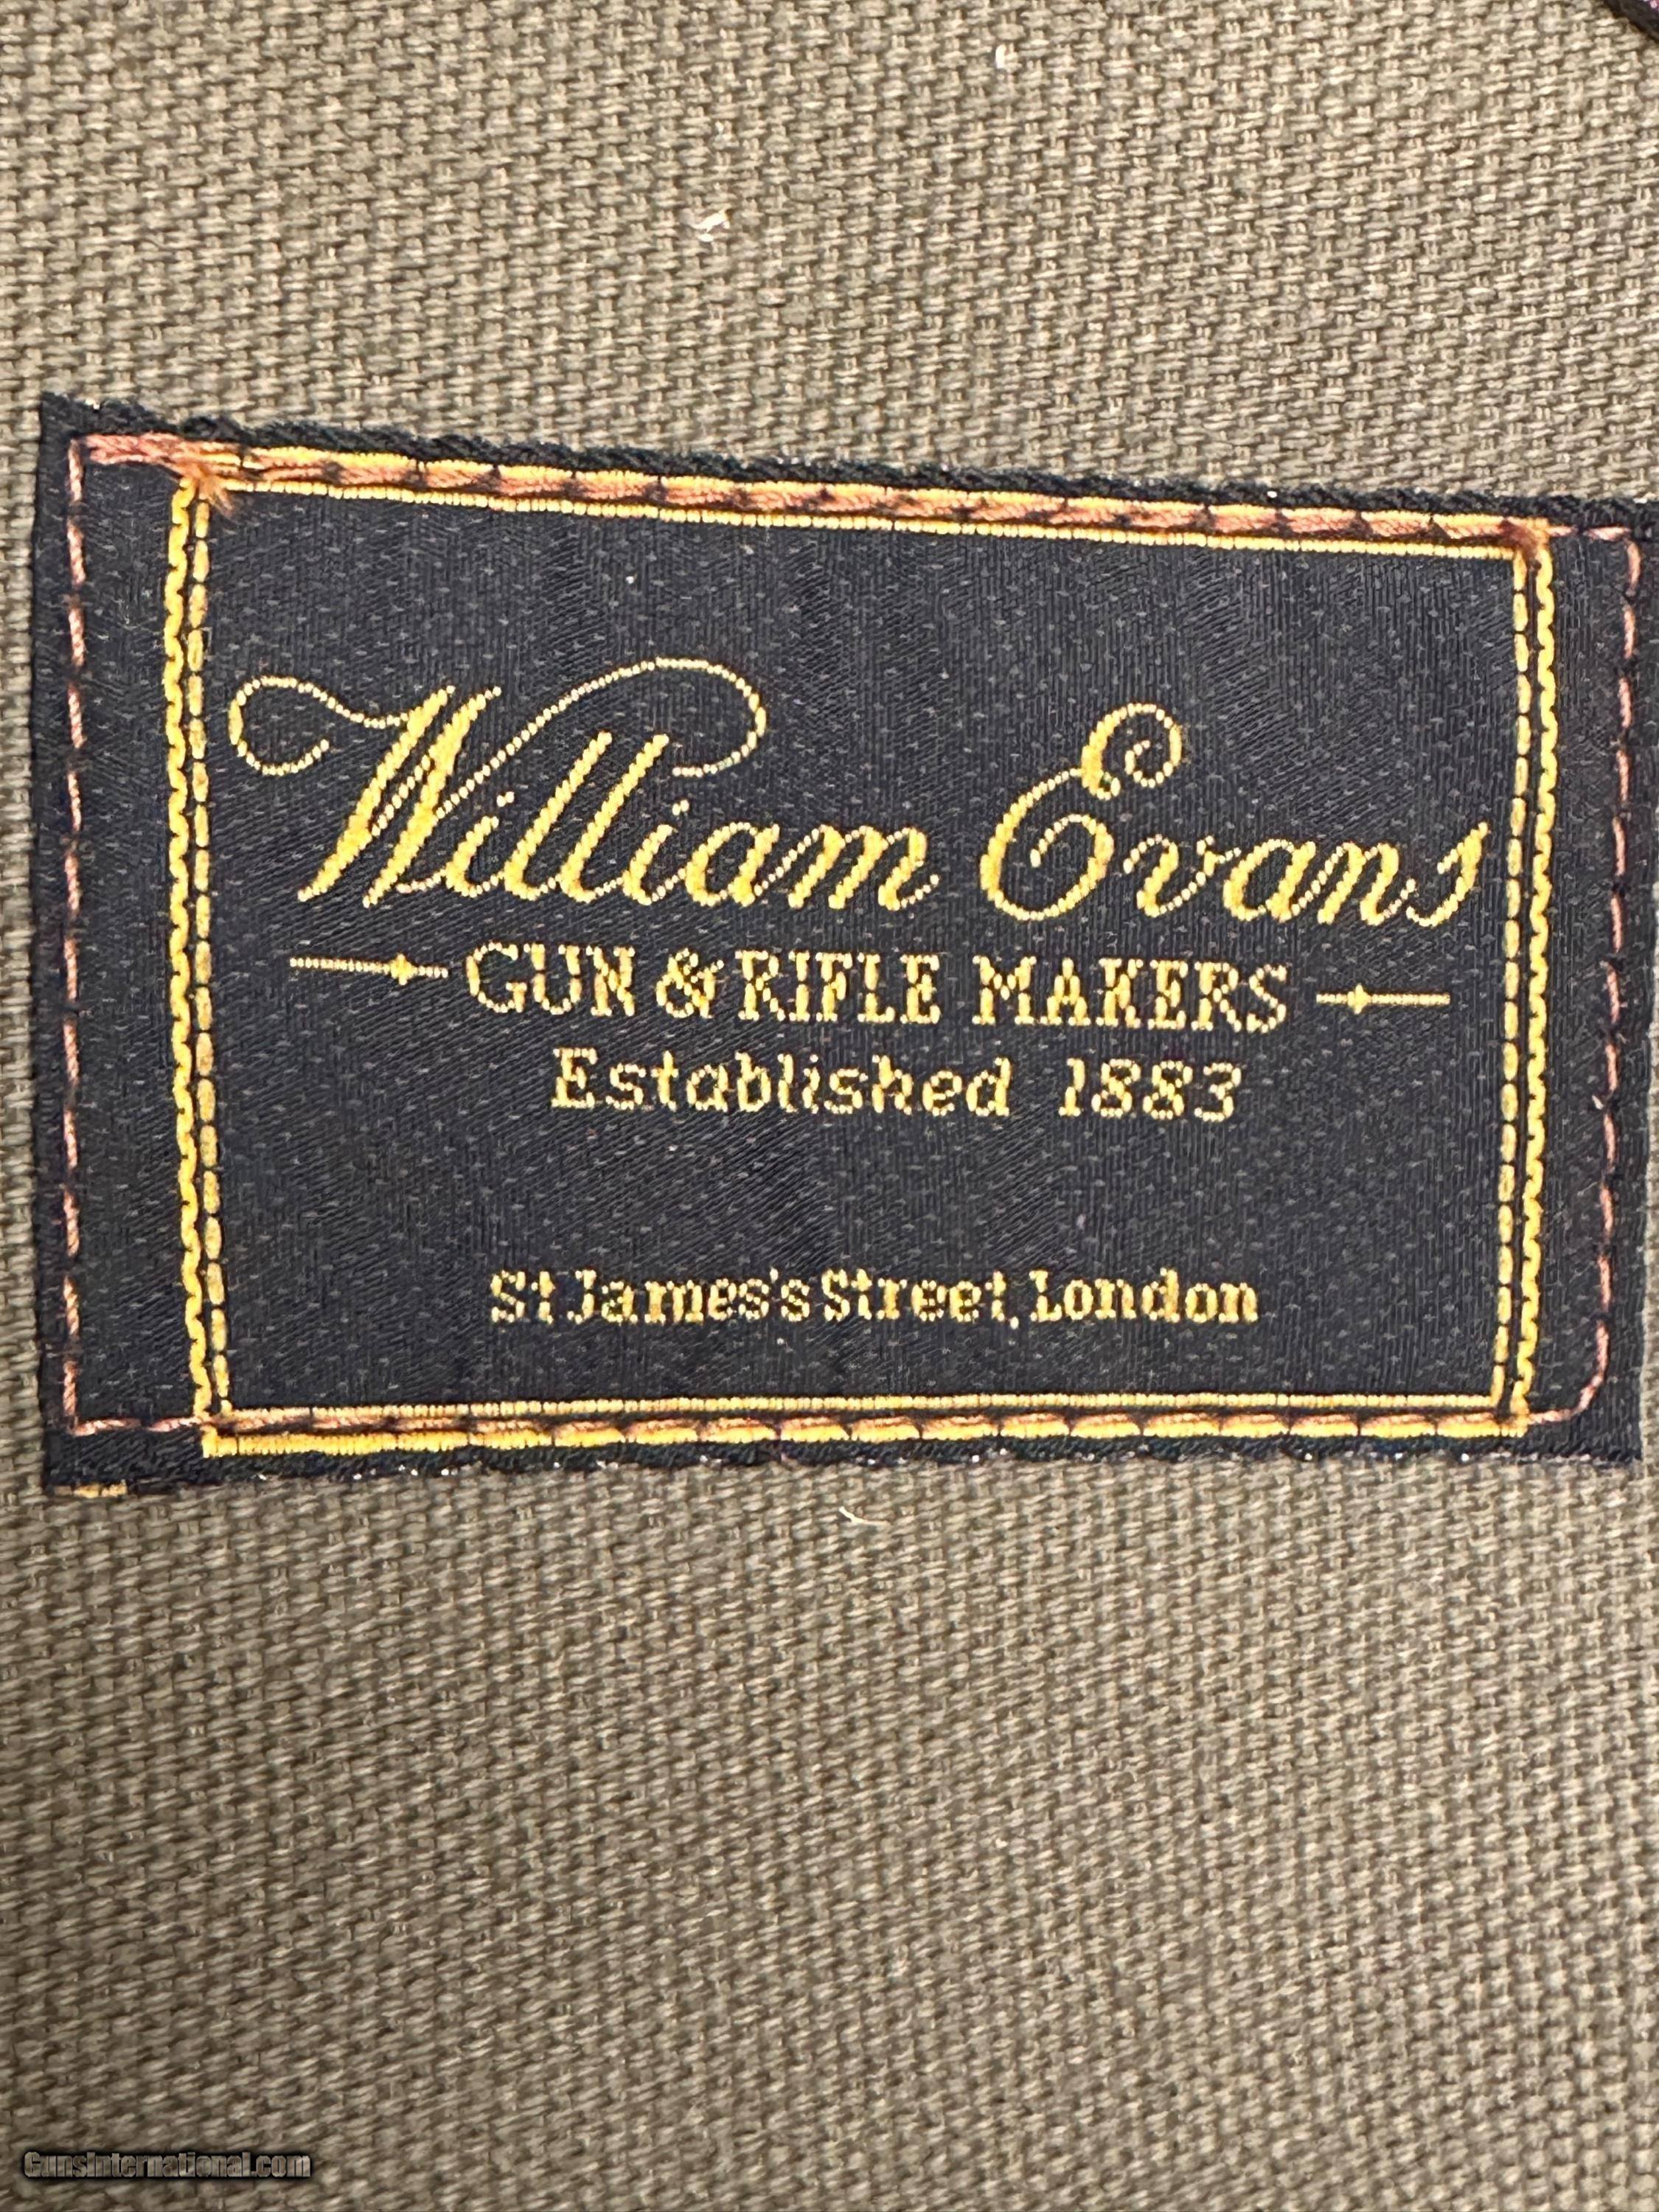 William Evans
GUN & RIFLE MAKERS
Established 1883
St James's Street, London
GunsInternational.com